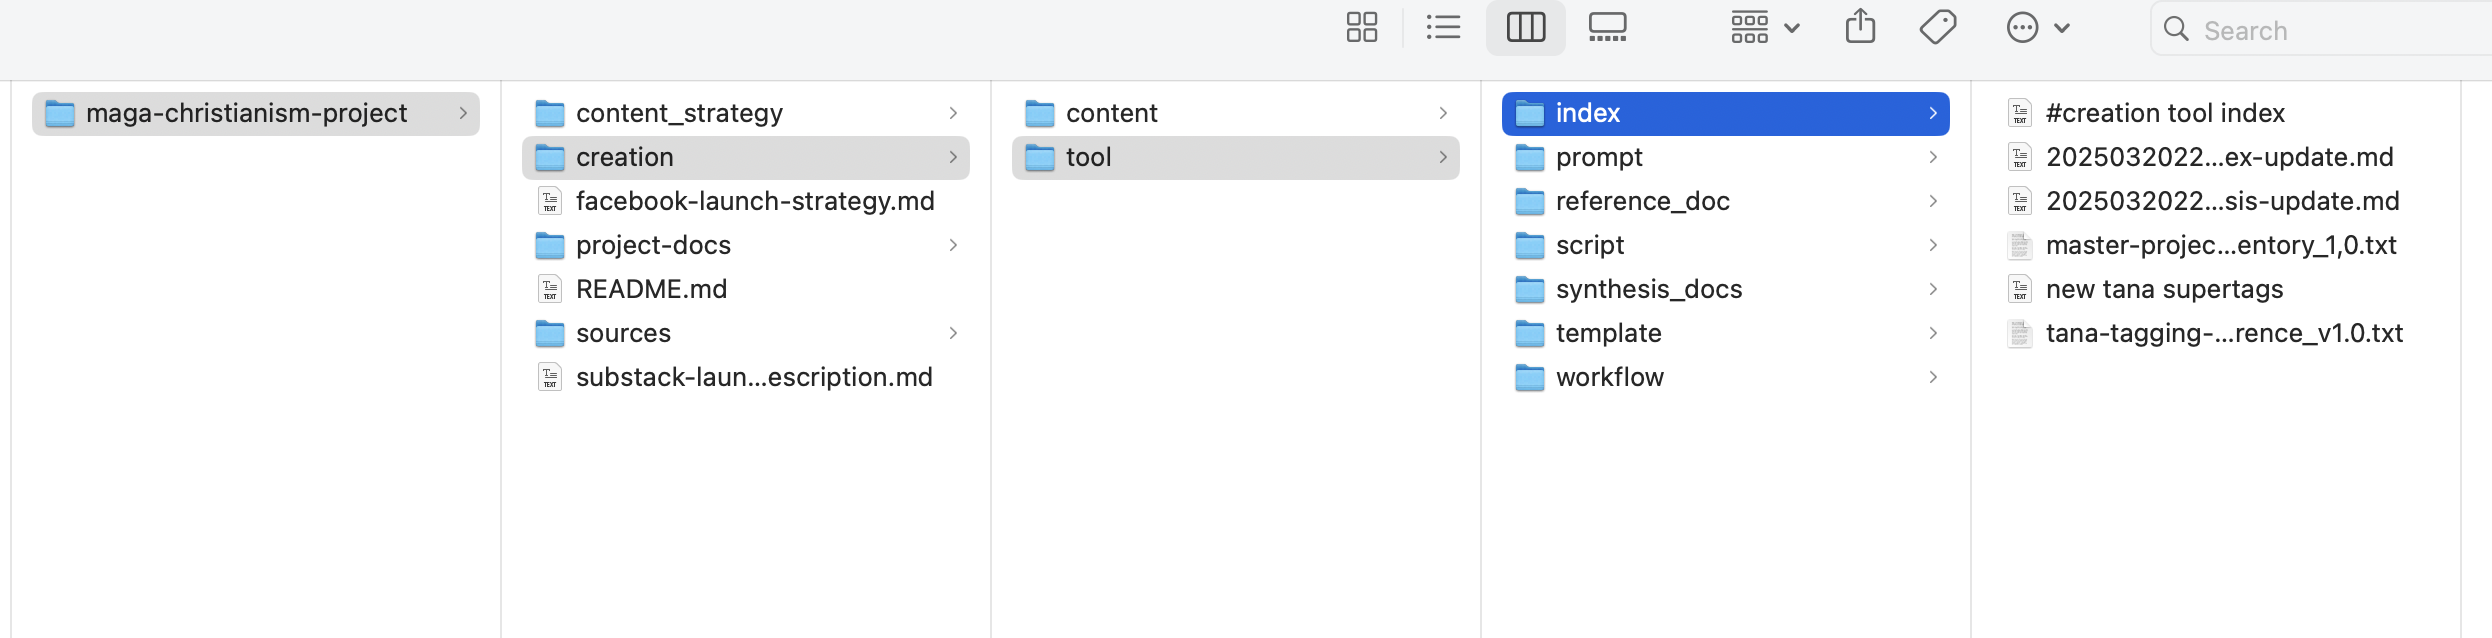 Search
maga-christianism-project
content_strategy
creation
facebook-launch-strategy.md
project-docs
README.md
sources
substack-laun...escription.md
content
tool
index
prompt
reference_doc
script
synthesis_docs
template
workflow
#creation tool index
2025032022...ex-update.md
2025032022...sis-update.md
master-projec...entory_1,0.txt
new tana supertags
tana-tagging-...rence_v1.0.txt